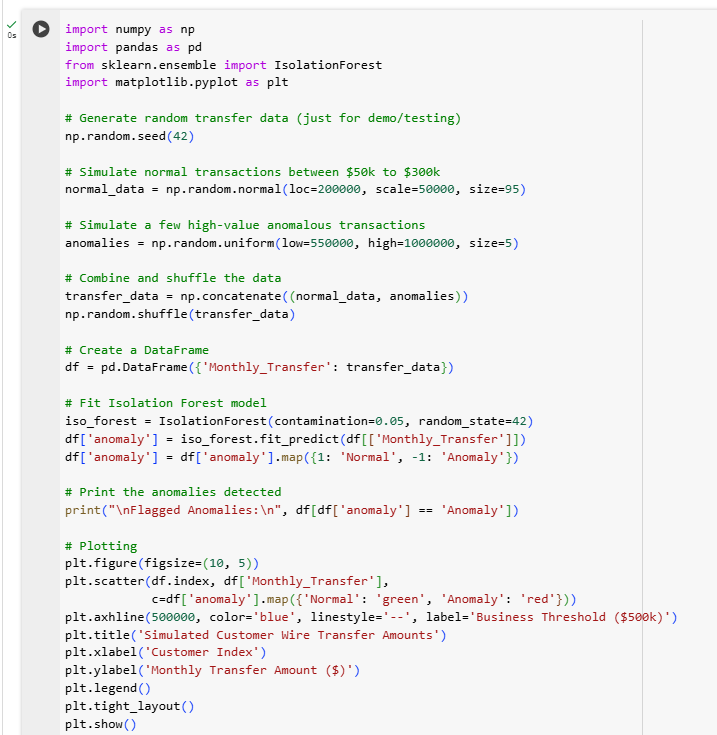 0s
import numpy as np
import pandas as pd
from sklearn.ensemble import IsolationForest
import matplotlib.pyplot as plt
# Generate random transfer data (just for demo/testing)
np.random.seed(42)
# Simulate normal transactions between $50k to $300k
normal_data = np.random.normal(loc=200000, scale=50000, size=95)
# Simulate a few high-value anomalous transactions
anomalies = np.random.uniform(low=550000, high=1000000, size=5)
# Combine and shuffle the data
transfer_data = np.concatenate((normal_data, anomalies))
np.random.shuffle(transfer_data)
# Create a DataFrame
df = pd.DataFrame({'Monthly_Transfer': transfer_data})
# Fit Isolation Forest model
iso_forest = IsolationForest(contamination=0.05, random_state=42)
df['anomaly'] = iso_forest.fit_predict(df[['Monthly_Transfer']])
df['anomaly'] = df['anomaly'].map({1: 'Normal', -1: 'Anomaly'})
# Print the anomalies detected
print("\nFlagged Anomalies:\n", df[df['anomaly'] == 'Anomaly'])
# Plotting
plt.figure(figsize=(10, 5))
plt.scatter(df.index, df['Monthly_Transfer'],
            c=df['anomaly'].map({'Normal': 'green', 'Anomaly': 'red'}))
plt.axhline(500000, color='blue', linestyle='--', label='Business Threshold ($500k)')
plt.title('Simulated Customer Wire Transfer Amounts')
plt.xlabel('Customer Index')
plt.ylabel('Monthly Transfer Amount ($)')
plt.legend()
plt.tight_layout()
plt.show()